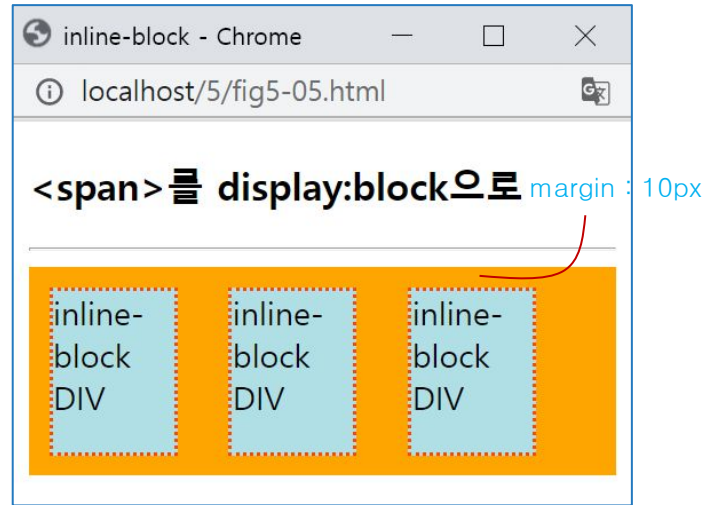 inline-block - Chrome
localhost/5/fig5-05.html
<span>를 display:block으로
margin : 10px
inline-
block
DIV
inline-
block
DIV
inline-
block
DIV